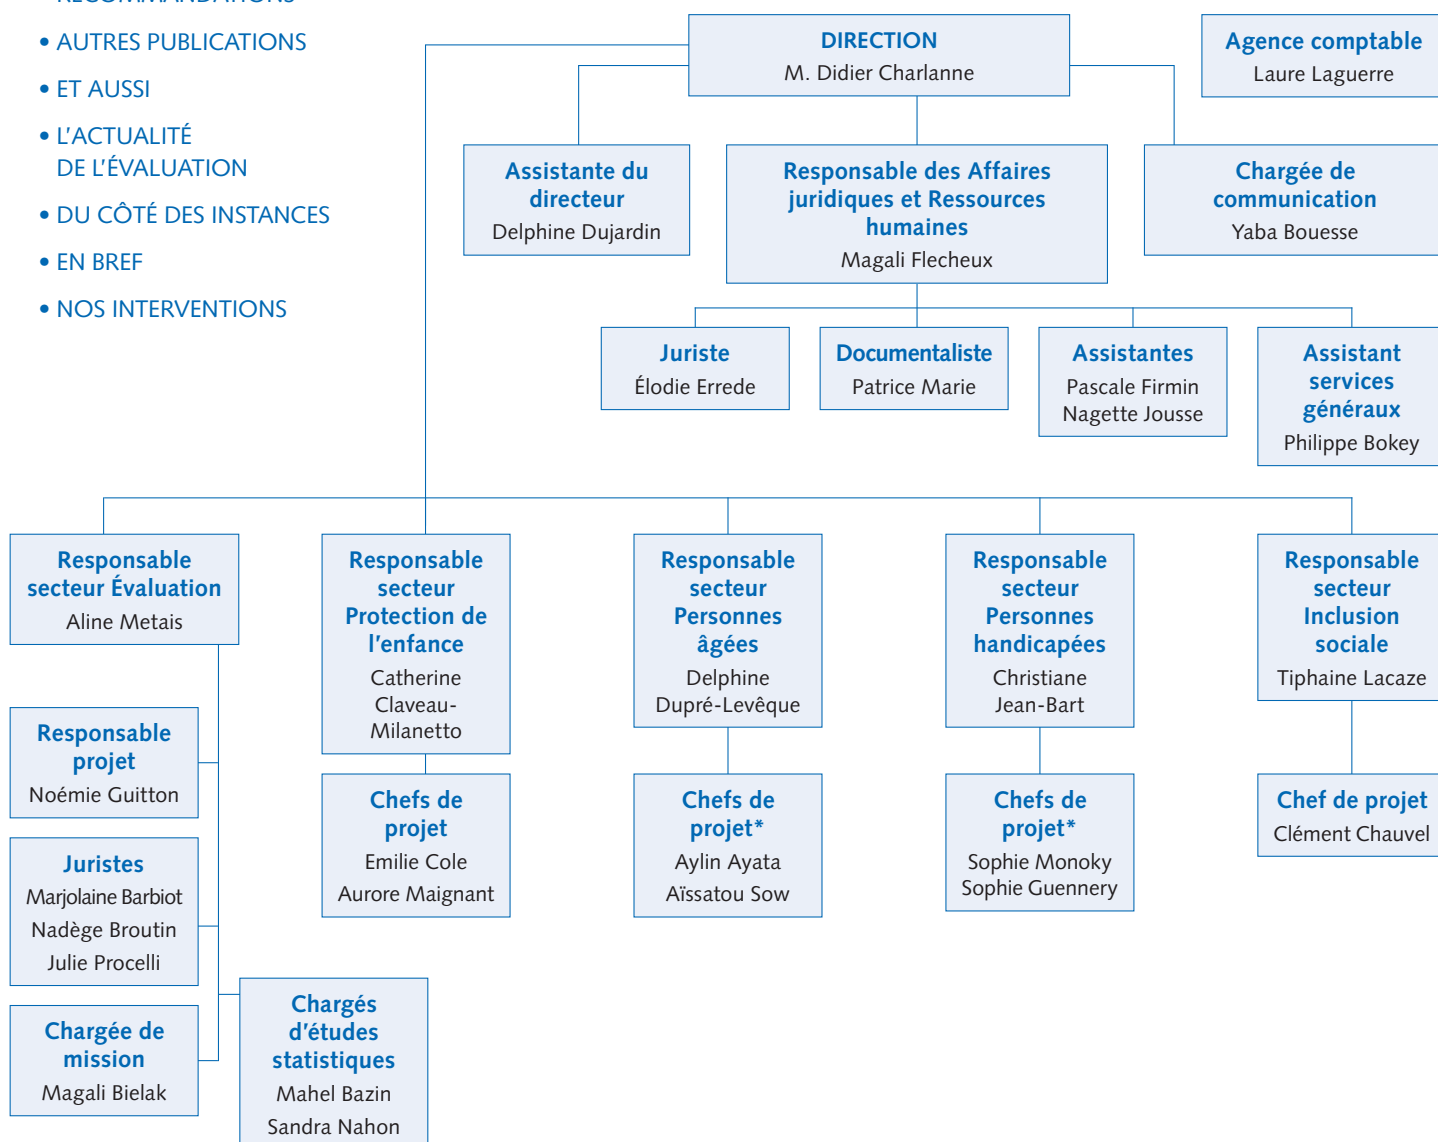 RECOMMANDATIONS
• AUTRES PUBLICATIONS
• ET AUSSI
• L'ACTUALITÉ
DE L'ÉVALUATION
• DU CÔTÉ DES INSTANCES
• EN BREF
• NOS INTERVENTIONS
DIRECTION
M. Didier Charlanne
Agence comptable
Laure Laguerre
Assistante du
directeur
Delphine Dujardin
Responsable des Affaires
juridiques et Ressources
humaines
Magali Flecheux
Chargée de
communication
Yaba Bouesse
Juriste
Élodie Errede
Documentaliste
Patrice Marie
Assistantes
Pascale Firmin
Nagette Jousse
Assistant
services
généraux
Philippe Bokey
Responsable
secteur Évaluation
Aline Metais
Responsable
secteur
Protection de
l'enfance
Catherine
Claveau-
Milanetto
Responsable
secteur
Personnes
âgées
Delphine
Dupré-Levêque
Responsable
secteur
Personnes
handicapées
Christiane
Jean-Bart
Responsable
secteur
Inclusion
sociale
Tiphaine Lacaze
Responsable
projet
Noémie Guitton
Chefs de
projet
Emilie Cole
Aurore Maignant
Chefs de
projet*
Aylin Ayata
Aïssatou Sow
Chefs de
projet*
Sophie Monoky
Sophie Guennery
Chef de projet
Clément Chauvel
Juristes
Marjolaine Barbiot
Nadège Broutin
Julie Procelli
Chargée de
mission
Magali Bielak
Chargés
d'études
statistiques
Mahel Bazin
Sandra Nahon